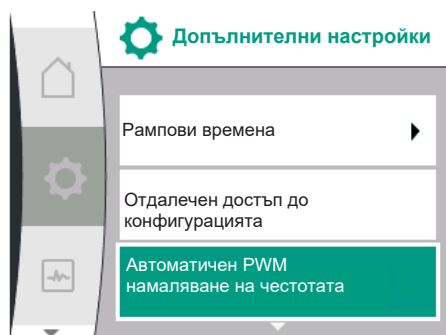 Допълнителни настройки
Рампови времена
Отдалечен достъп до
конфигурацията
Автоматичен PWM
намаляване на честотата